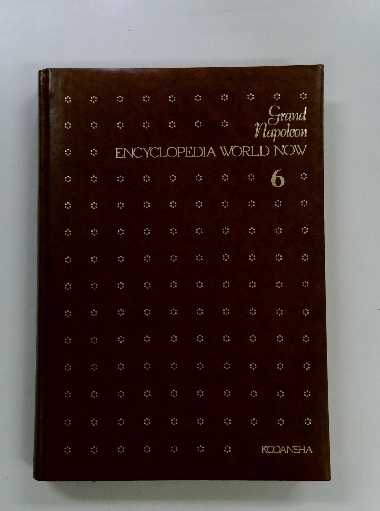 Grand
Napoleon
ENCYCLOPEDIA WORLD NOW
6
KODANSHA